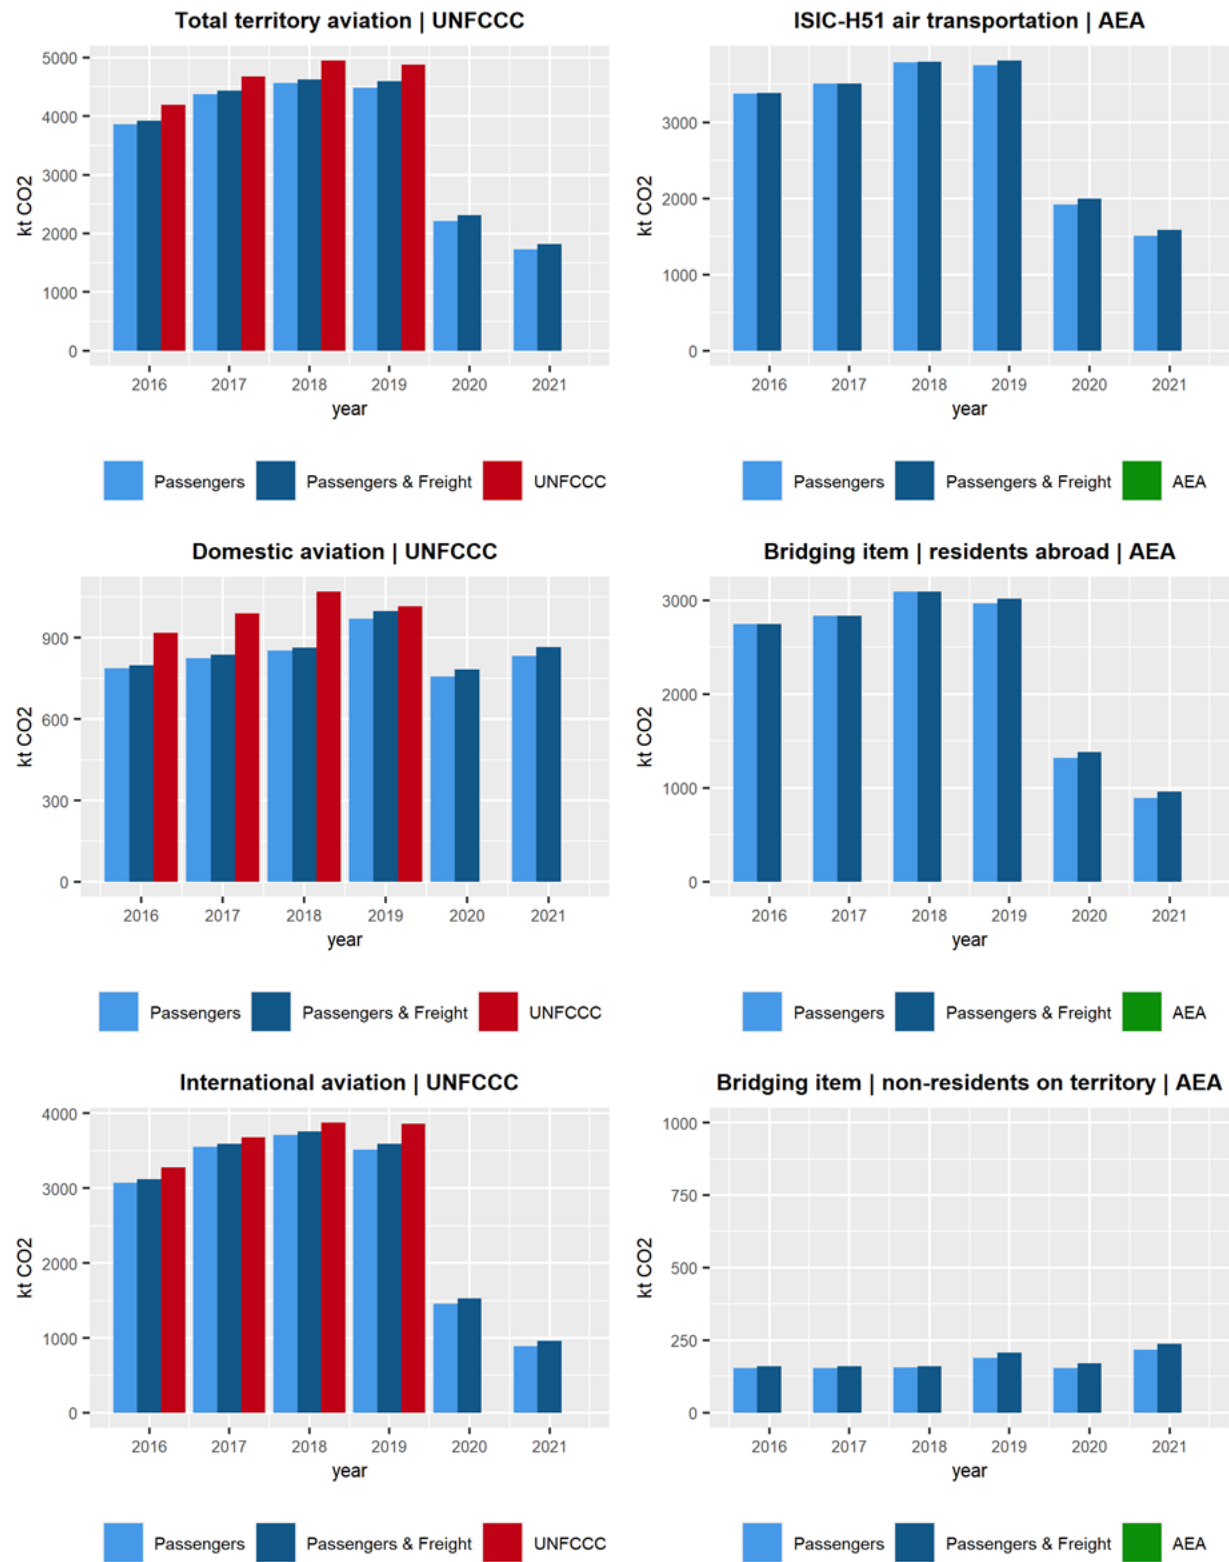 Total territory aviation | UNFCCC
5000
4000
3000
2000
1000
0
kt CO2
2016 2017 2018 2019 2020 2021
year
Passengers Passengers & Freight UNFCCC
ISIC-H51 air transportation | AEA
3000
2000
1000
0
kt CO2
2016 2017 2018 2019 2020 2021
year
Passengers Passengers & Freight AEA
Domestic aviation | UNFCCC
900
600
300
0
kt CO2
2016 2017 2018 2019 2020 2021
year
Passengers Passengers & Freight UNFCCC
Bridging item | residents abroad | AEA
3000
2000
1000
0
kt CO2
2016 2017 2018 2019 2020 2021
year
Passengers Passengers & Freight AEA
International aviation | UNFCCC
4000
3000
2000
1000
0
kt CO2
2016 2017 2018 2019 2020 2021
year
Passengers Passengers & Freight UNFCCC
Bridging item | non-residents on territory | AEA
1000
750
500
250
0
kt CO2
2016 2017 2018 2019 2020 2021
year
Passengers Passengers & Freight AEA